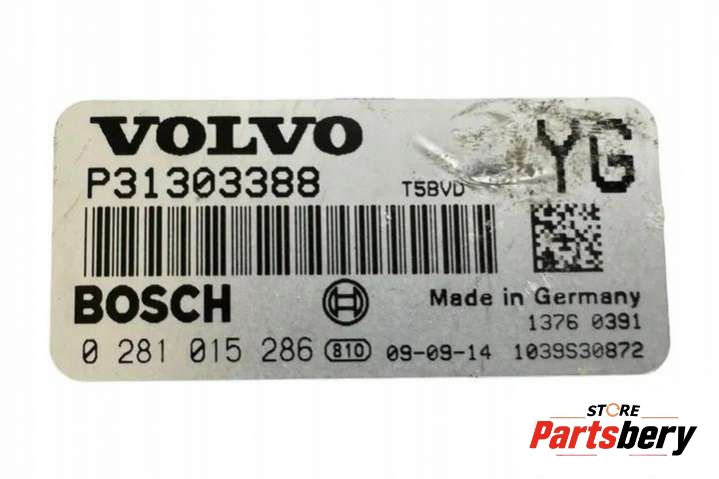 VOLVO
P31303388 T5BVD YG
BOSCH Made in Germany
1376 0391
0 281 015 286 810 09-09-14 1039S30872
STORE
Partsbery